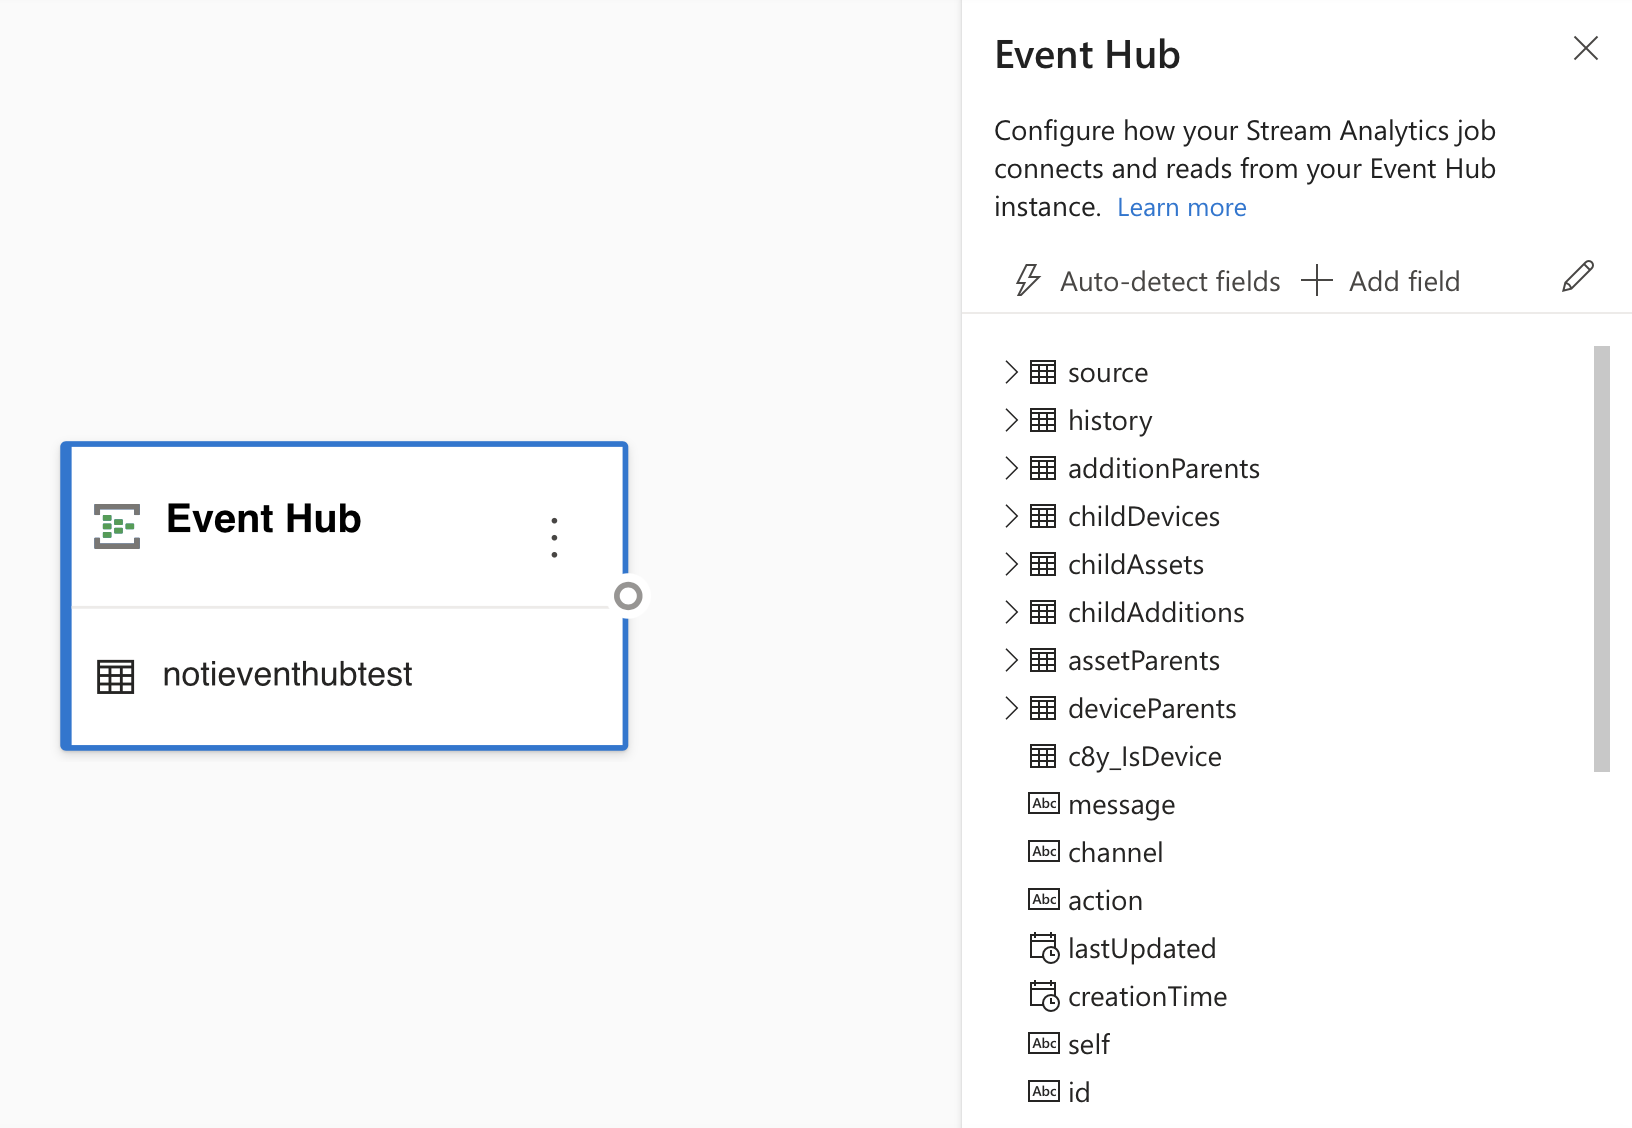 Event Hub
notieventhubtest
Event Hub
Configure how your Stream Analytics job
connects and reads from your Event Hub
instance. Learn more
Auto-detect fields Add field
source
history
additionParents
childDevices
childAssets
childAdditions
assetParents
deviceParents
c8y_IsDevice
Abc message
Abc channel
Abc action
lastUpdated
creationTime
Abc self
Abc id